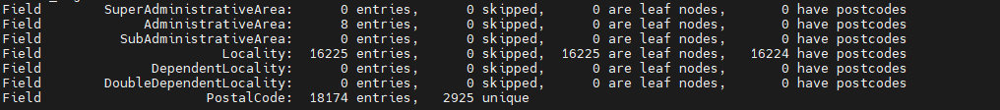 Field SuperAdministrativeArea: 0 entries, 0 skipped, 0 are leaf nodes, 0 have postcodes
Field AdministrativeArea: 8 entries, 0 skipped, 0 are leaf nodes, 0 have postcodes
Field SubAdministrativeArea: 0 entries, 0 skipped, 0 are leaf nodes, 0 have postcodes
Field Locality: 16225 entries, 0 skipped, 16225 are leaf nodes, 16224 have postcodes
Field DependentLocality: 0 entries, 0 skipped, 0 are leaf nodes, 0 have postcodes
Field DoubleDependentLocality: 0 entries, 0 skipped, 0 are leaf nodes, 0 have postcodes
Field PostalCode: 18174 entries, 2925 unique